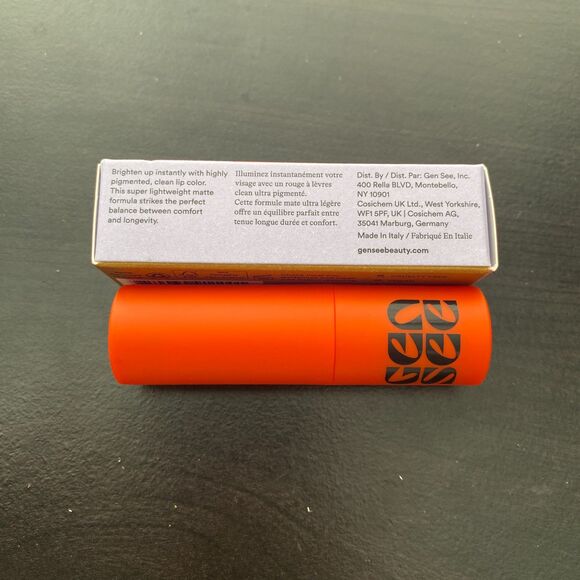 Brighten up instantly with highly
pigmented, clean lip color.
This super lightweight matte
formula strikes the perfect
balance between comfort
and longevity.
Illuminez instantanément votre
visage avec un rouge à lèvres
clean ultra pigmenté.
Cette formule mate ultra légère
offre un équilibre parfait entre
tenue longue durée et confort.
Dist. By / Dist. Par: Gen See, Inc.
400 Rella BLVD, Montebello,
NY 10901
Cosichem UK Ltd., West Yorkshire,
WF1 5PF, UK | Cosichem AG,
35041 Marburg, Germany
Made in Italy / Fabriqué En Italie
genseebeauty.com
Gen
see